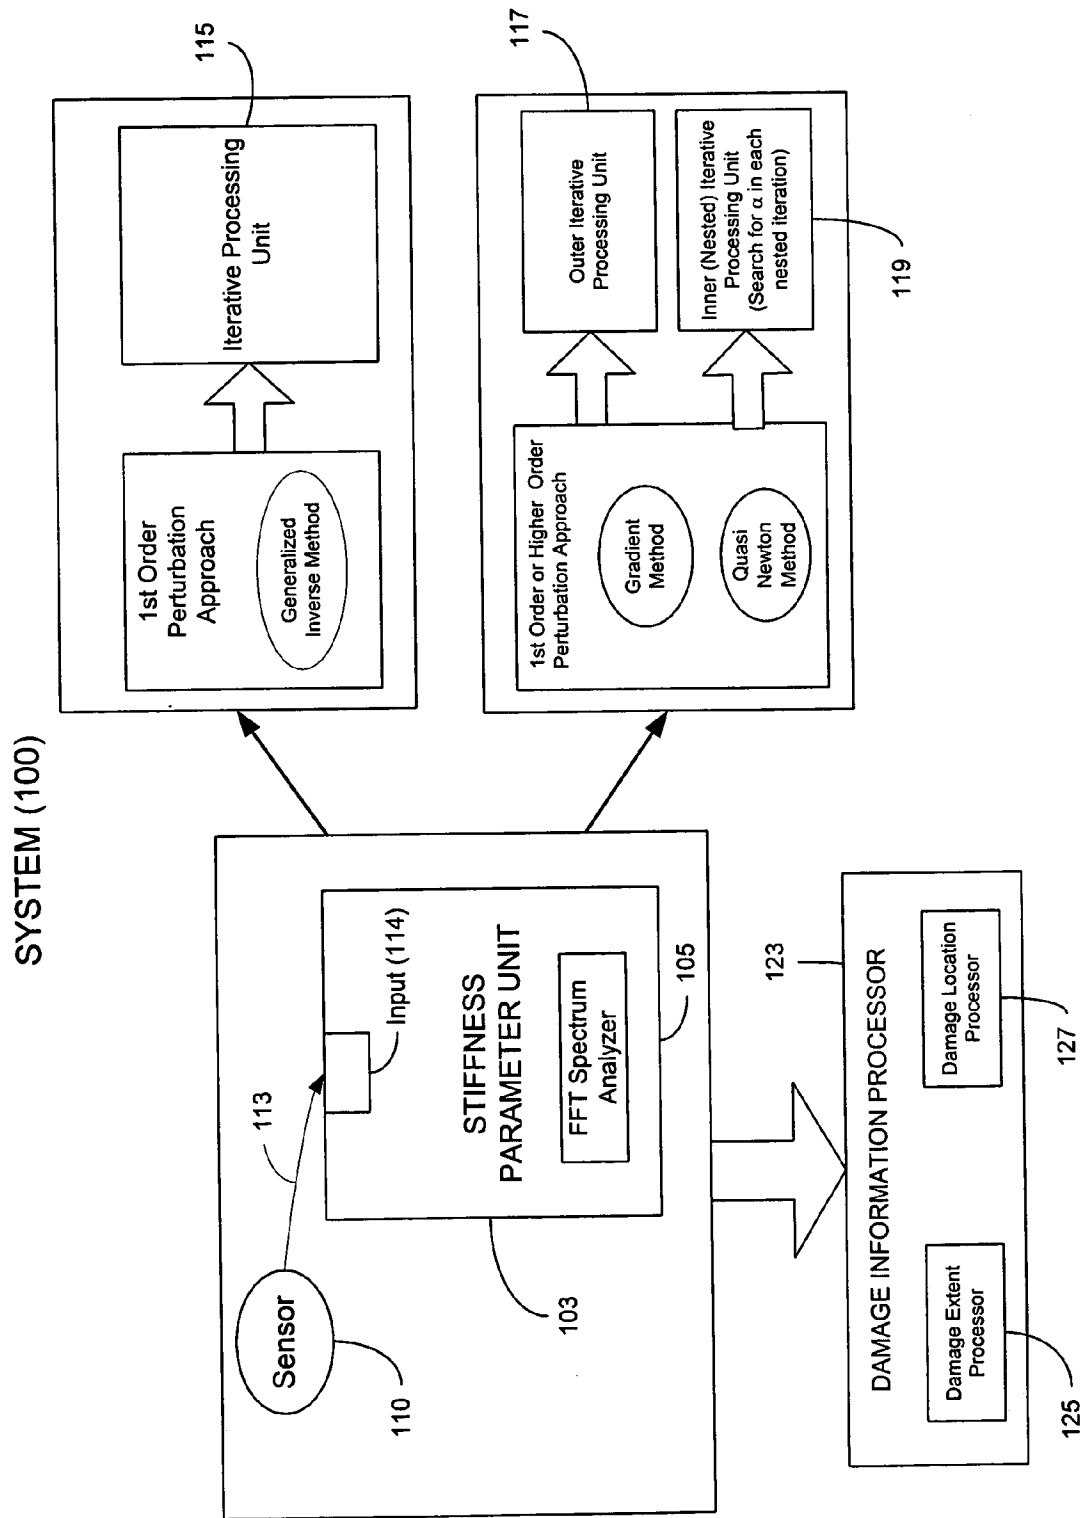 SYSTEM (100)
Sensor
110
113
Input (114)
STIFFNESS
PARAMETER UNIT
FFT Spectrum
Analyzer
103
105
1st Order
Perturbation
Approach
Generalized
Inverse Method
Iterative Processing
Unit
115
1st Order or Higher Order
Perturbation Approach
Gradient
Method
Quasi
Newton
Method
Outer Iterative
Processing Unit
117
Inner (Nested) Iterative
Processing Unit
(Search for α in each
nested iteration)
119
123
DAMAGE INFORMATION PROCESSOR
Damage Extent
Processor
125
Damage Location
Processor
127